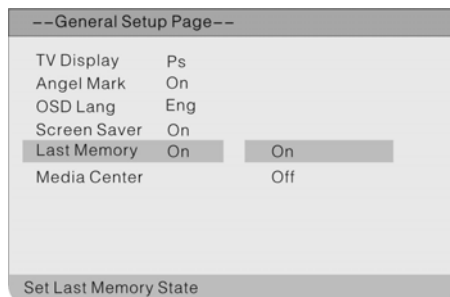 --General Setup Page--
TV Display Ps
Angel Mark On
OSD Lang Eng
Screen Saver On
Last Memory On On
Media Center Off
Set Last Memory State